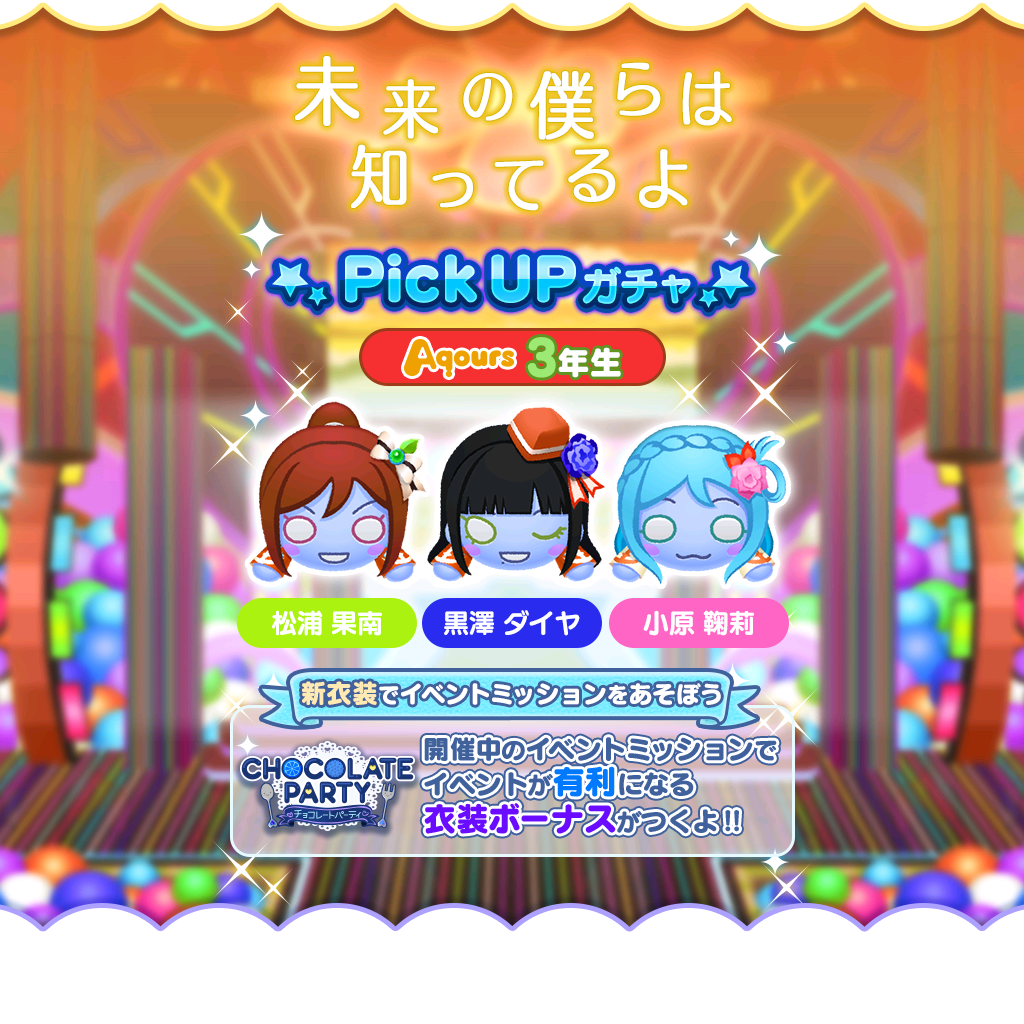 未来の僕らは
知ってるよ
Pick UPガチャ
Aqours 3年生
松浦 果南
黒澤 ダイヤ
小原 鞠莉
新衣装でイベントミッションをあそぼう
CHOCOLATE
PARTY
チョコレートパーティ
開催中のイベントミッションで
イベントが有利になる
衣装ボーナスがつくよ!!